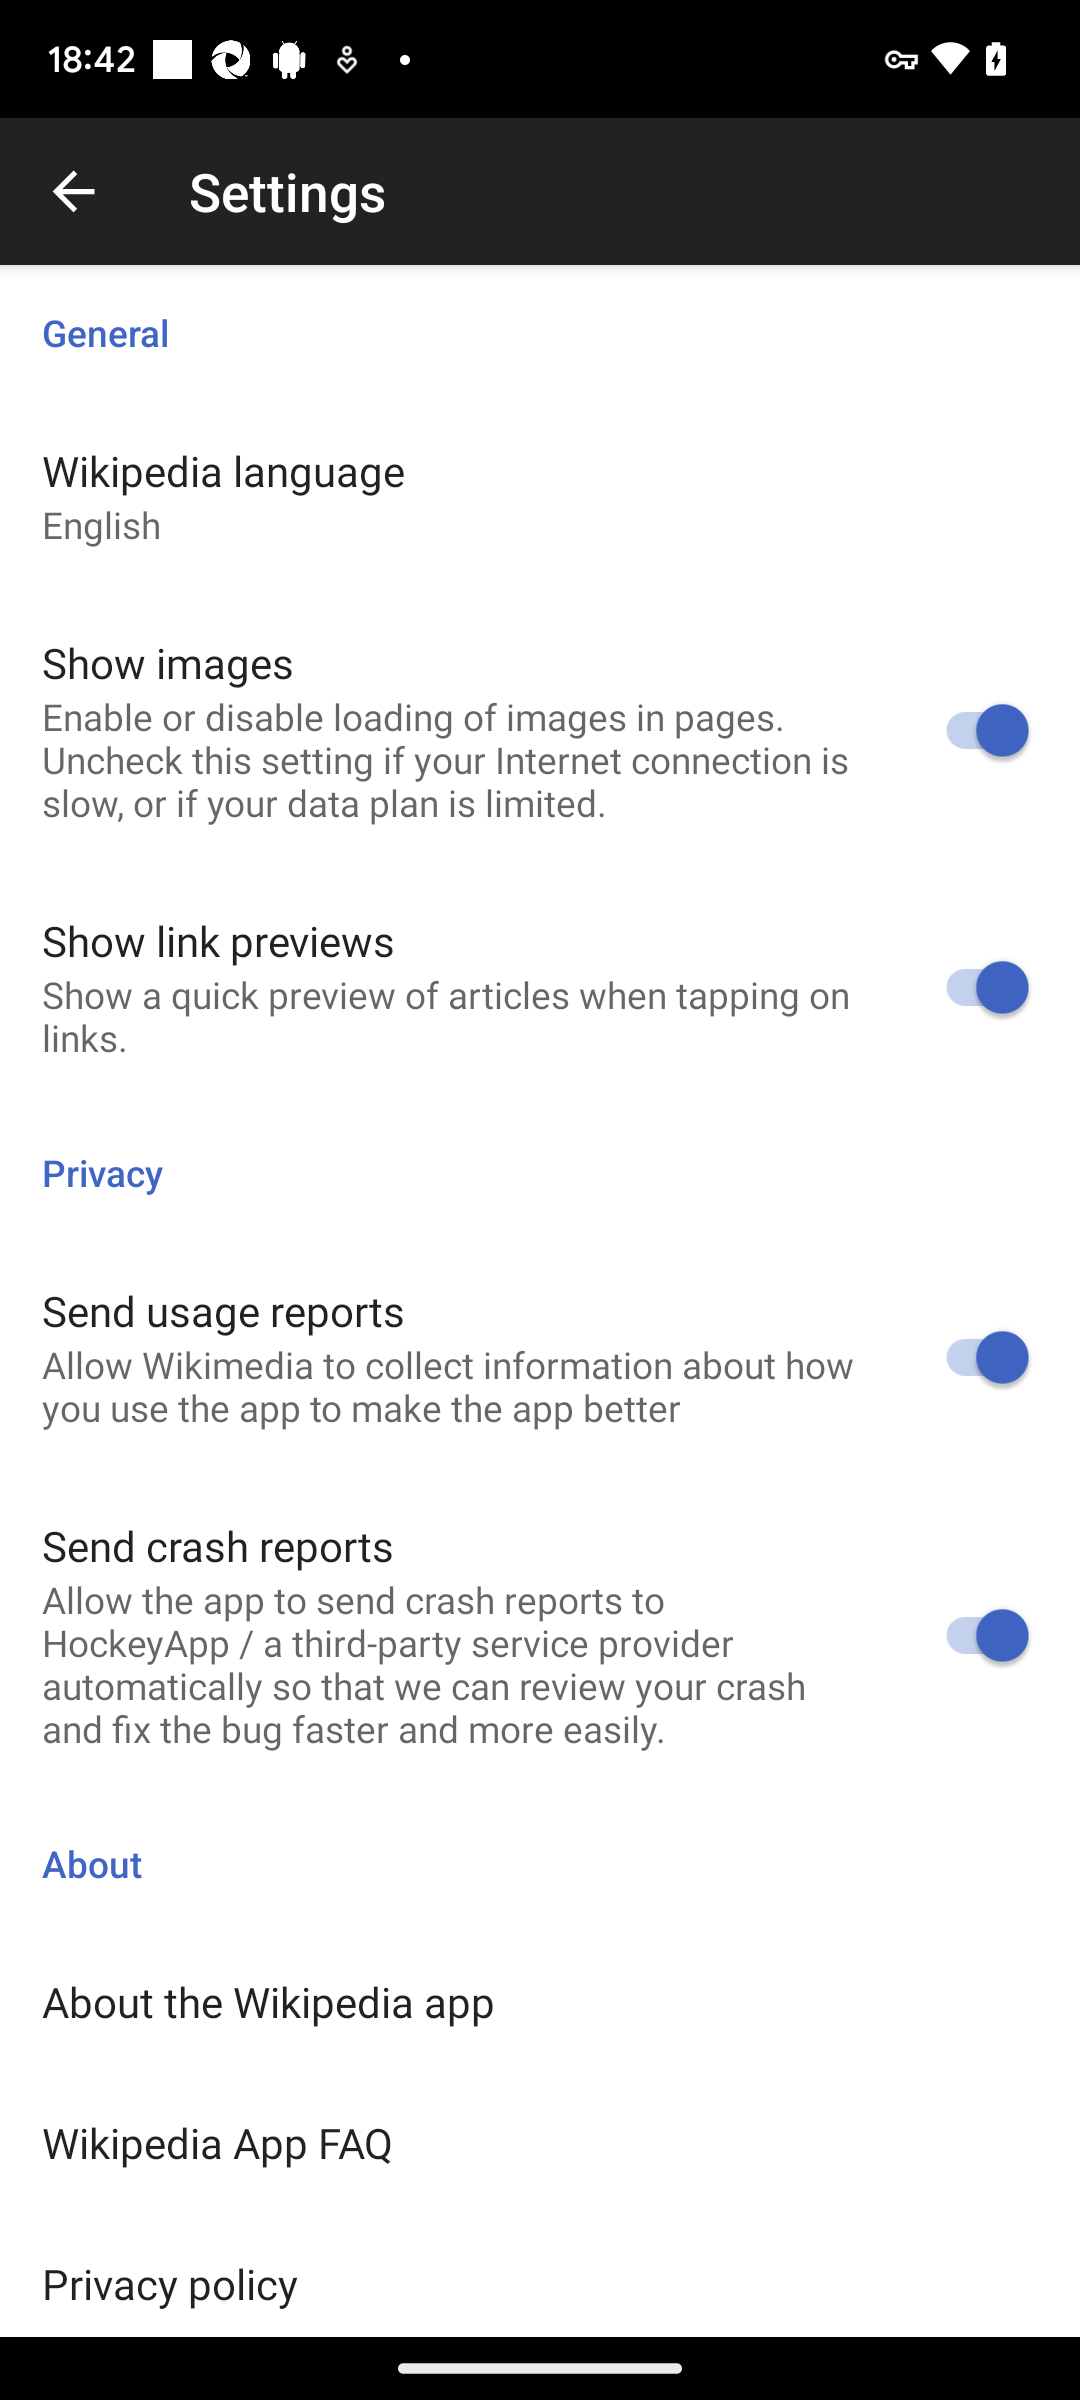 18:42
Settings
General
Wikipedia language
English
Show images
Enable or disable loading of images in pages.
Uncheck this setting if your Internet connection is
slow, or if your data plan is limited.
Show link previews
Show a quick preview of articles when tapping on
links.
Privacy
Send usage reports
Allow Wikimedia to collect information about how
you use the app to make the app better
Send crash reports
Allow the app to send crash reports to
HockeyApp / a third-party service provider
automatically so that we can review your crash
and fix the bug faster and more easily.
About
About the Wikipedia app
Wikipedia App FAQ
Privacy policy